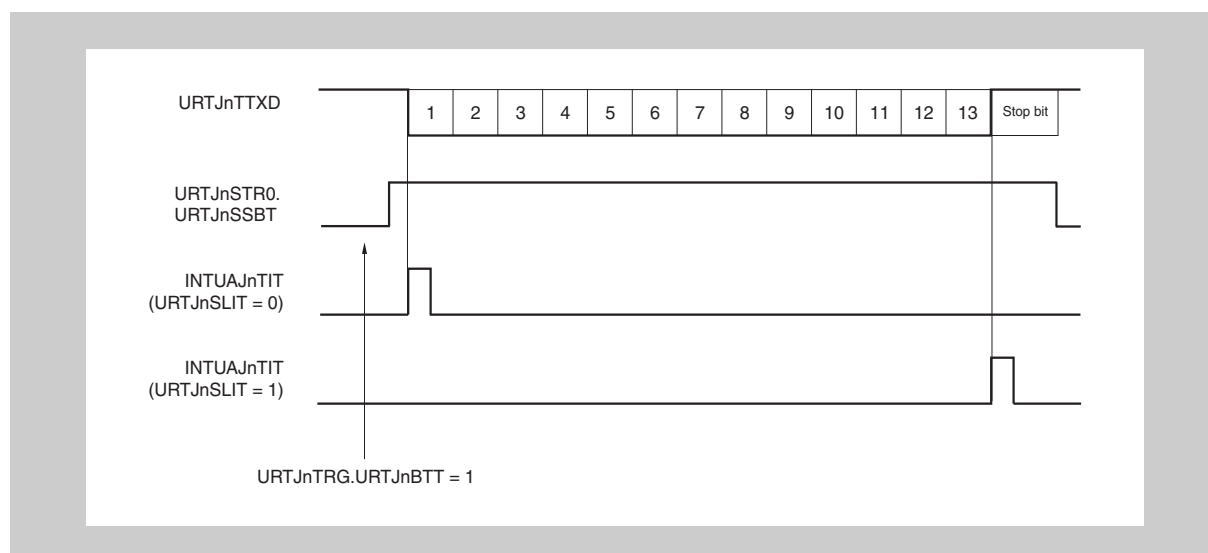 URTJnTTXD
1 2 3 4 5 6 7 8 9 10 11 12 13 Stop bit
URTJnSTR0.
URTJnSSBT
INTUAJnTIT
(URTJnSLIT = 0)
INTUAJnTIT
(URTJnSLIT = 1)
URTJnTRG.URTJnBTT = 1